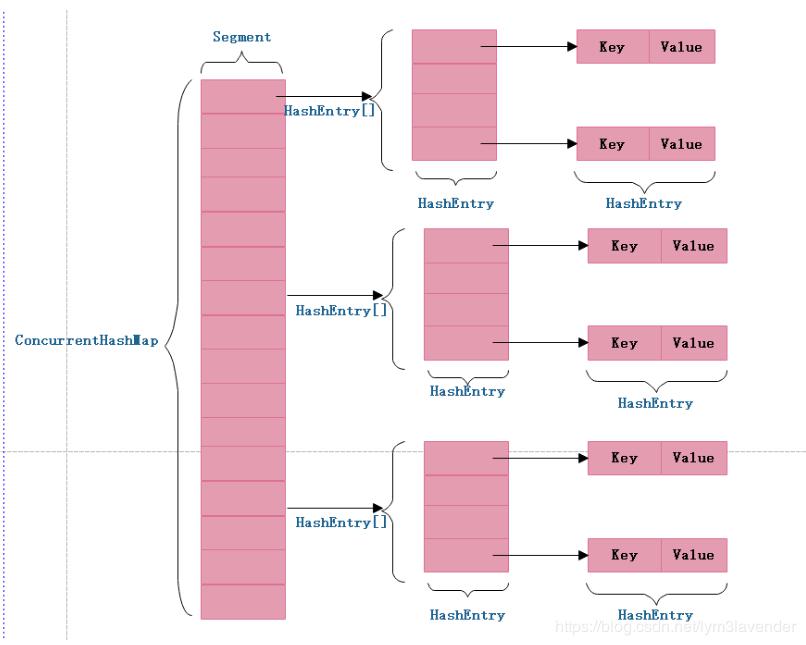 Segment
Key Value
HashEntry[]
Key Value
HashEntry HashEntry
Key Value
HashEntry[]
ConcurrentHashMap
Key Value
HashEntry HashEntry
Key Value
HashEntry[]
Key Value
HashEntry HashEntry
https://blog.csdn.net/lym3lavender